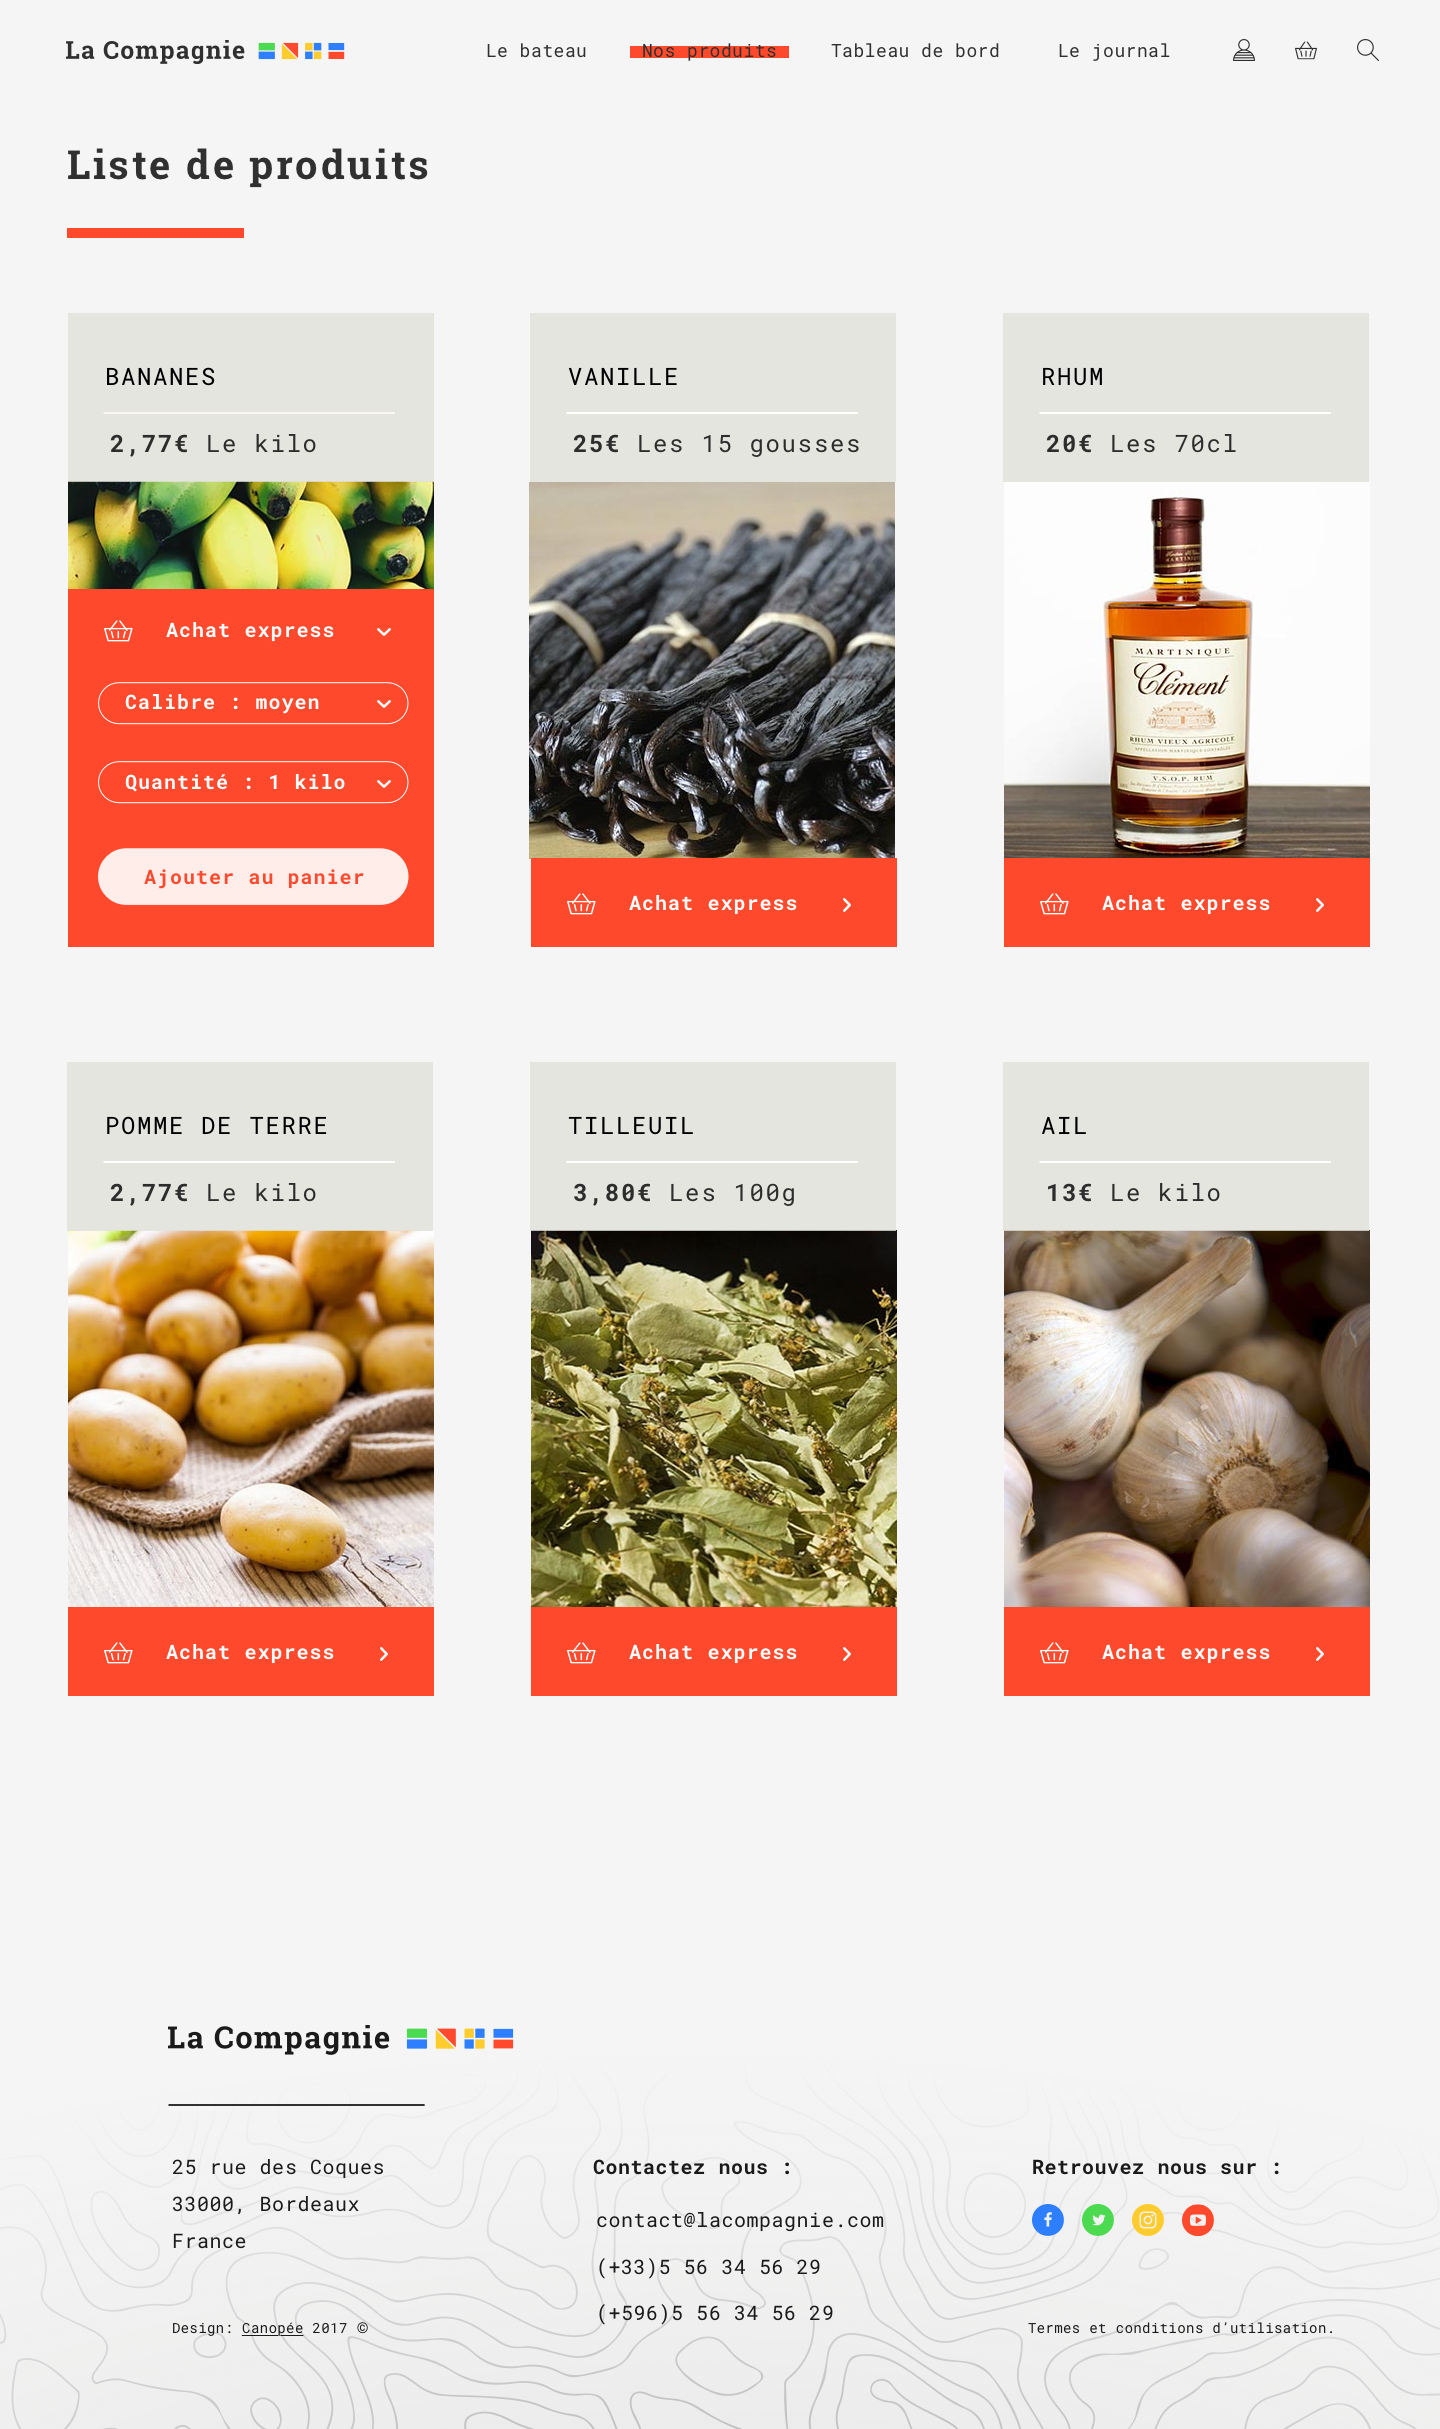 La Compagnie
Le bateau
Nos produits
Tableau de bord
Le journal
Liste de produits
BANANES
2,77€ Le kilo
Achat express
Calibre : moyen
Quantité : 1 kilo
Ajouter au panier
VANILLE
25€ Les 15 gousses
Achat express
RHUM
20€ Les 70cl
MARTINIQUE
MARTINIQUE
Clément
RHUM VIEUX AGRICOLE
APPELLATION MARTINIQUE CONTRÔLÉE
V.S.O.P. RUM
Achat express
POMME DE TERRE
2,77€ Le kilo
Achat express
TILLEUIL
3,80€ Les 100g
Achat express
AIL
13€ Le kilo
Achat express
La Compagnie
25 rue des Coques
33000, Bordeaux
France
Contactez nous :
contact@lacompagnie.com
(+33)5 56 34 56 29
(+596)5 56 34 56 29
Retrouvez nous sur :
Design: Canopée 2017 ©
Termes et conditions d’utilisation.